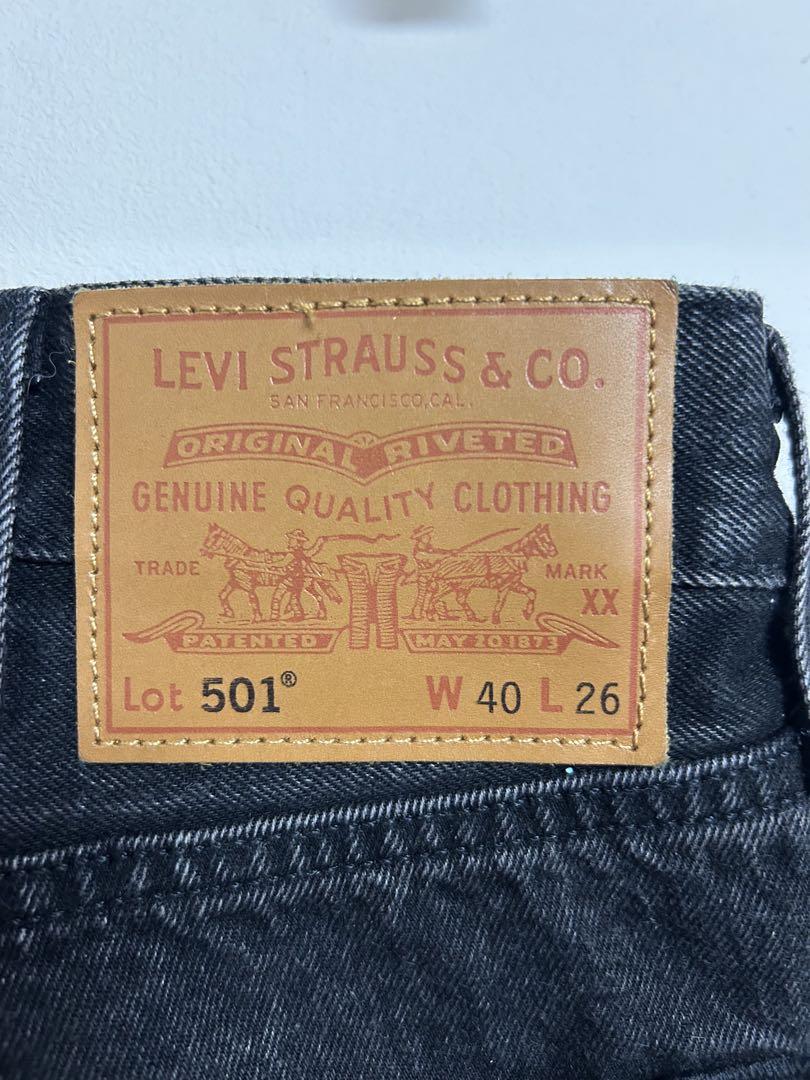 LEVI STRAUSS & CO.
SAN FRANCISCO, CAL.
ORIGINAL RIVETED
GENUINE QUALITY CLOTHING
TRADE MARK
XX
PATENTED MAY 20.1873
Lot 501® W 40 L 26